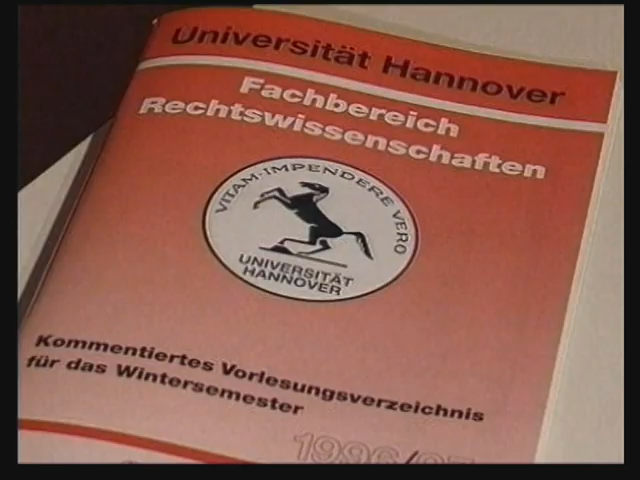 Universität Hannover
Fachbereich
Rechtswissenschaften
VITAM·IMPENDERE VERO
UNIVERSITÄT
HANNOVER
Kommentiertes Vorlesungsverzeichnis
für das Wintersemester
1996/97